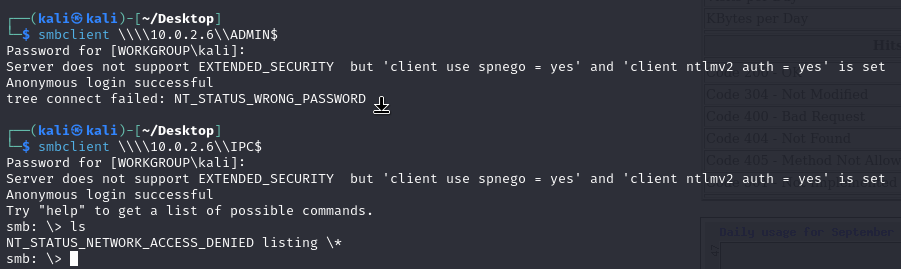 ┌──(kali㉿kali)-[~/Desktop]
└─$ smbclient \\\\10.0.2.6\\ADMIN$
Password for [WORKGROUP\kali]:
Server does not support EXTENDED_SECURITY  but 'client use spnego = yes' and 'client ntlmv2 auth = yes' is set
Anonymous login successful
tree connect failed: NT_STATUS_WRONG_PASSWORD
┌──(kali㉿kali)-[~/Desktop]
└─$ smbclient \\\\10.0.2.6\\IPC$
Password for [WORKGROUP\kali]:
Server does not support EXTENDED_SECURITY  but 'client use spnego = yes' and 'client ntlmv2 auth = yes' is set
Anonymous login successful
Try "help" to get a list of possible commands.
smb: \> ls
NT_STATUS_NETWORK_ACCESS_DENIED listing \*
smb: \>
KBytes per Day
Hits
Code 304 - Not Modified
Code 400 - Bad Request
Code 404 - Not Found
Code 405 - Method Not Allow
Daily usage for September